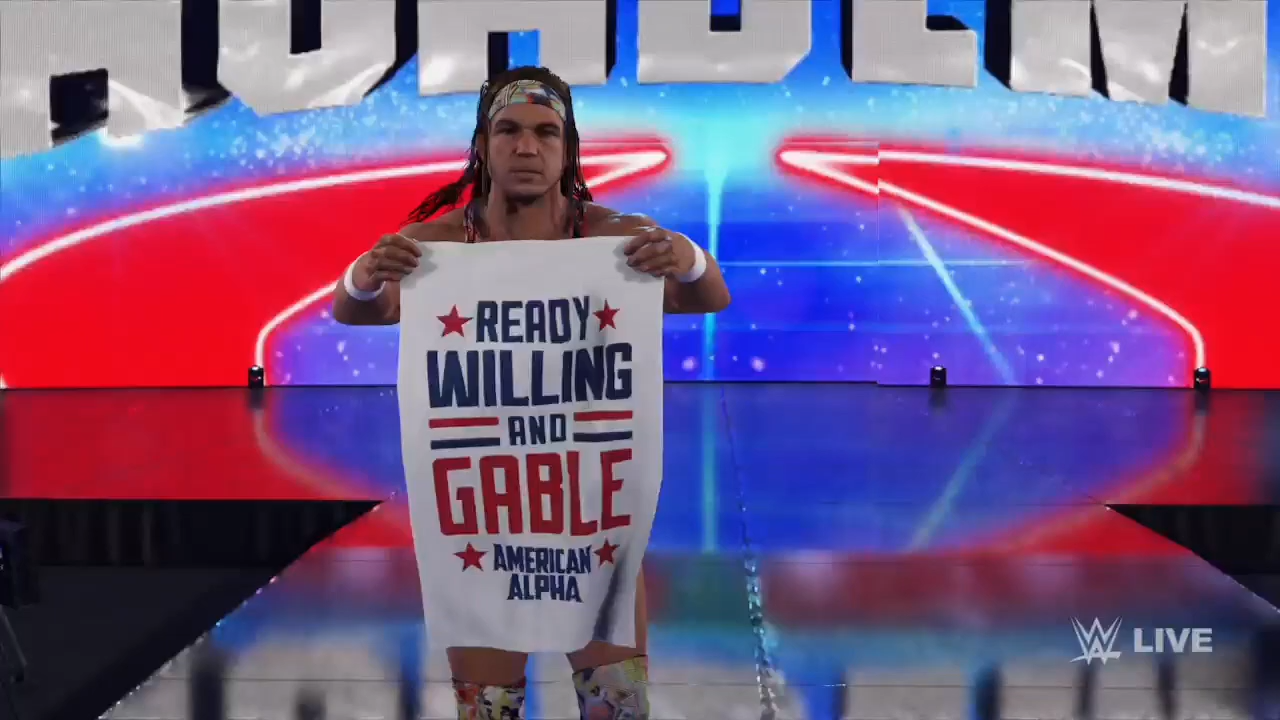 READY
WILLING
AND
GABLE
AMERICAN
ALPHA
W LIVE